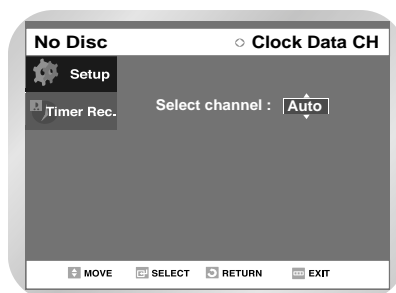 No Disc Clock Data CH
Setup
Timer Rec.
Select channel : Auto
MOVE SELECT RETURN EXIT